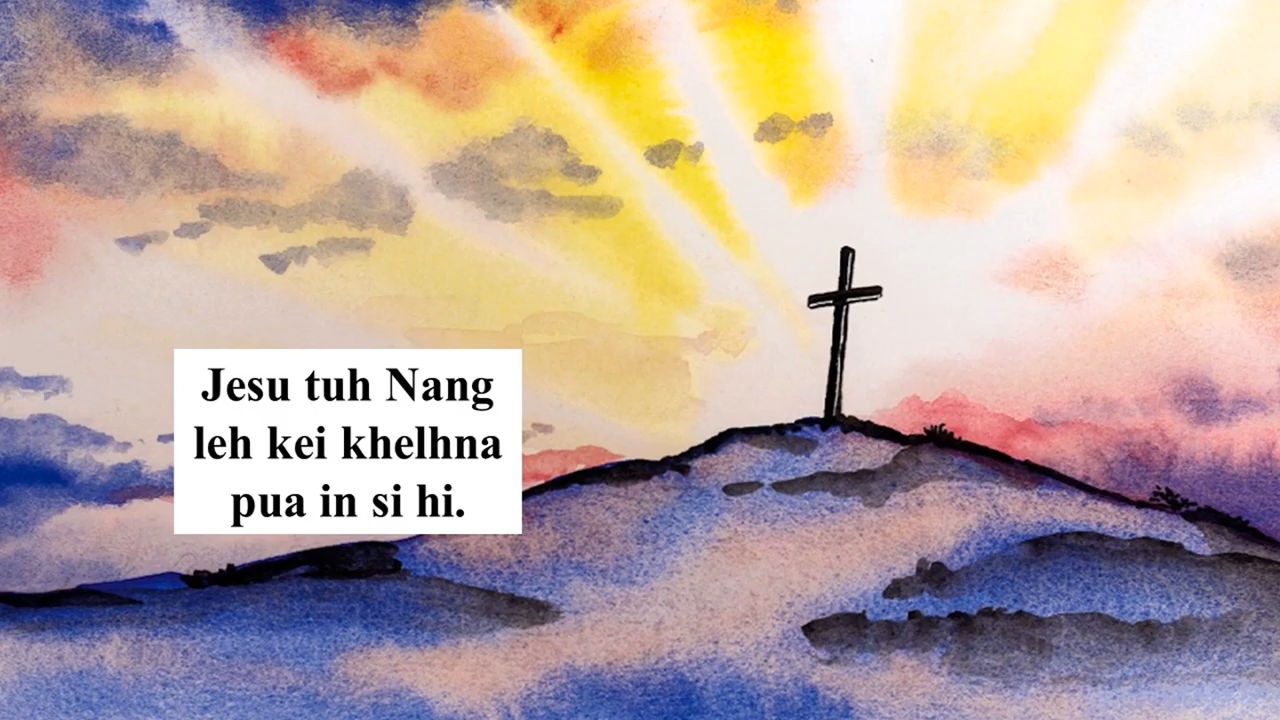 Jesu tuh Nang
leh kei khelhna
pua in si hi.